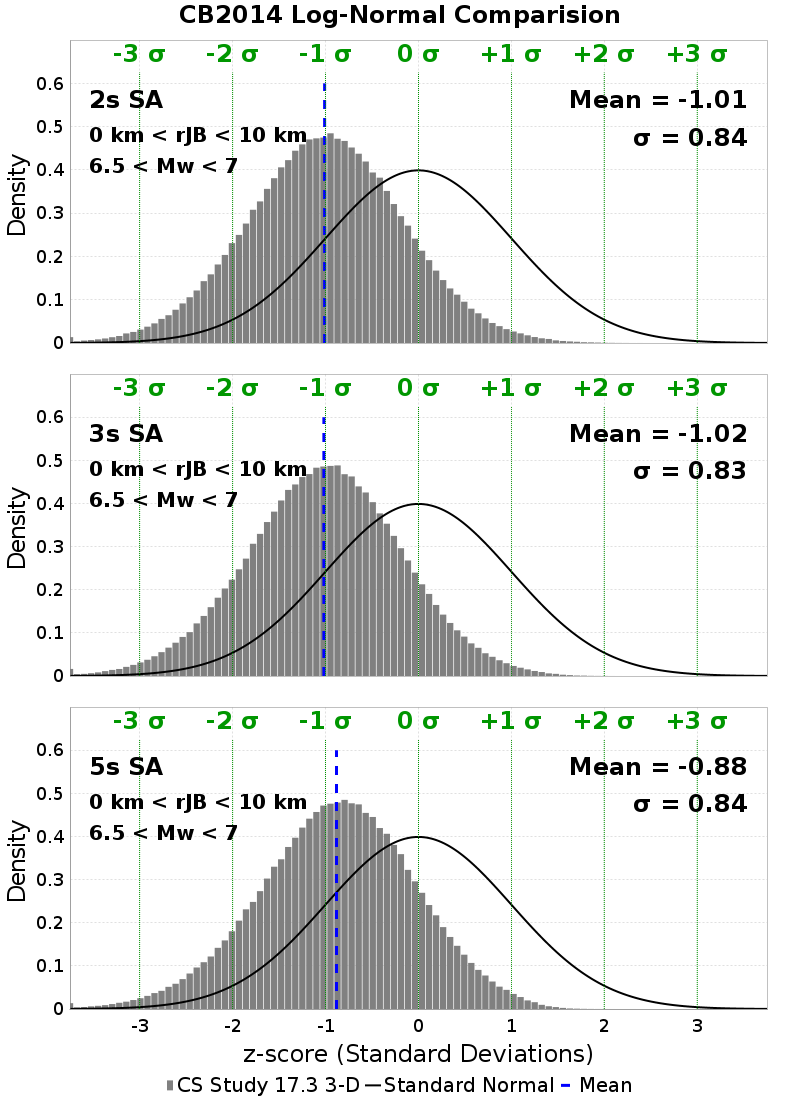 CB2014 Log-Normal Comparision
-3 σ -2 σ -1 σ 0 σ +1 σ +2 σ +3 σ
0.6
2s SA Mean = -1.01
0.5
0 km < rJB < 10 km σ = 0.84
6.5 < Mw < 7
0.4
0.3
0.2
0.1
0
Density
-3 σ -2 σ -1 σ 0 σ +1 σ +2 σ +3 σ
0.6
3s SA Mean = -1.02
0.5
0 km < rJB < 10 km σ = 0.83
6.5 < Mw < 7
0.4
0.3
0.2
0.1
0
Density
-3 σ -2 σ -1 σ 0 σ +1 σ +2 σ +3 σ
0.6
5s SA Mean = -0.88
0.5
0 km < rJB < 10 km σ = 0.84
6.5 < Mw < 7
0.4
0.3
0.2
0.1
0
Density
-3 -2 -1 0 1 2 3
z-score (Standard Deviations)
CS Study 17.3 3-D Standard Normal Mean